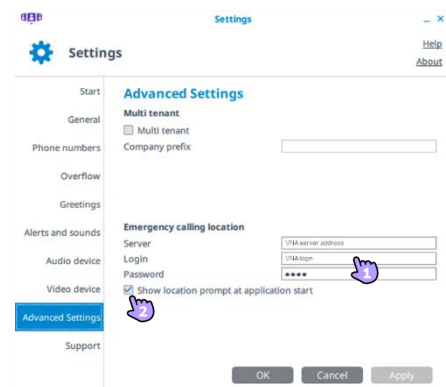 Settings
Help
Settings
About
Start
General
Phone numbers
Overflow
Greetings
Alerts and sounds
Audio device
Video device
Advanced Settings
Support
Advanced Settings
Multi tenant
Multi tenant
Company prefix
Emergency calling location
Server
VNA server address
Login
VNA login
1
Password
Show location prompt at application start
2
OK
Cancel
Apply